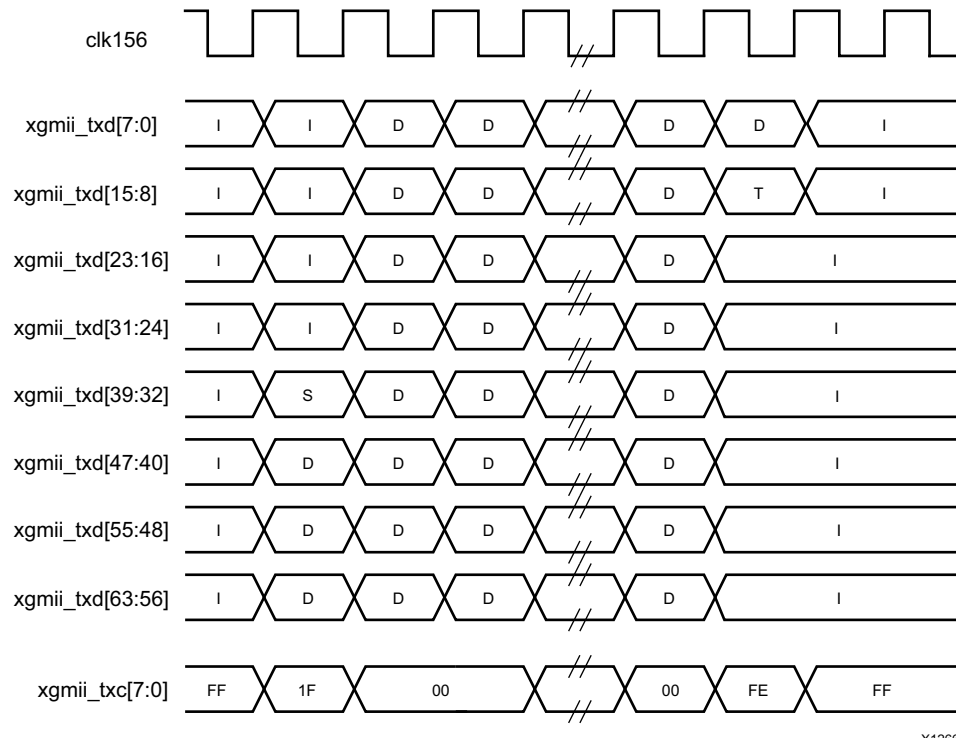 clk156
xgmii_txd[7:0] I I D D D D I
xgmii_txd[15:8] I I D D D T I
xgmii_txd[23:16] I I D D D I
xgmii_txd[31:24] I I D D D I
xgmii_txd[39:32] I S D D D I
xgmii_txd[47:40] I D D D D I
xgmii_txd[55:48] I D D D D I
xgmii_txd[63:56] I D D D D I
xgmii_txc[7:0] FF 1F 00 00 FE FF